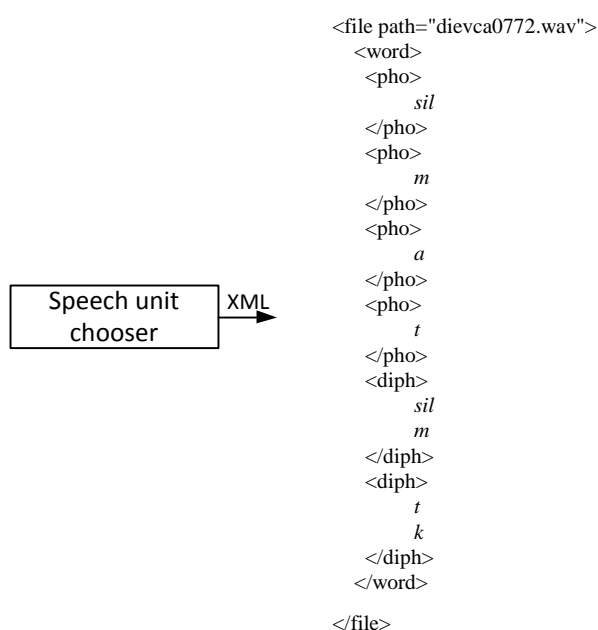 Speech unit
chooser
XML
<file path="dievca0772.wav">
<word>
<pho>
sil
</pho>
<pho>
m
</pho>
<pho>
a
</pho>
<pho>
t
</pho>
<diph>
sil
m
</diph>
<diph>
t
k
</diph>
</word>
</file>